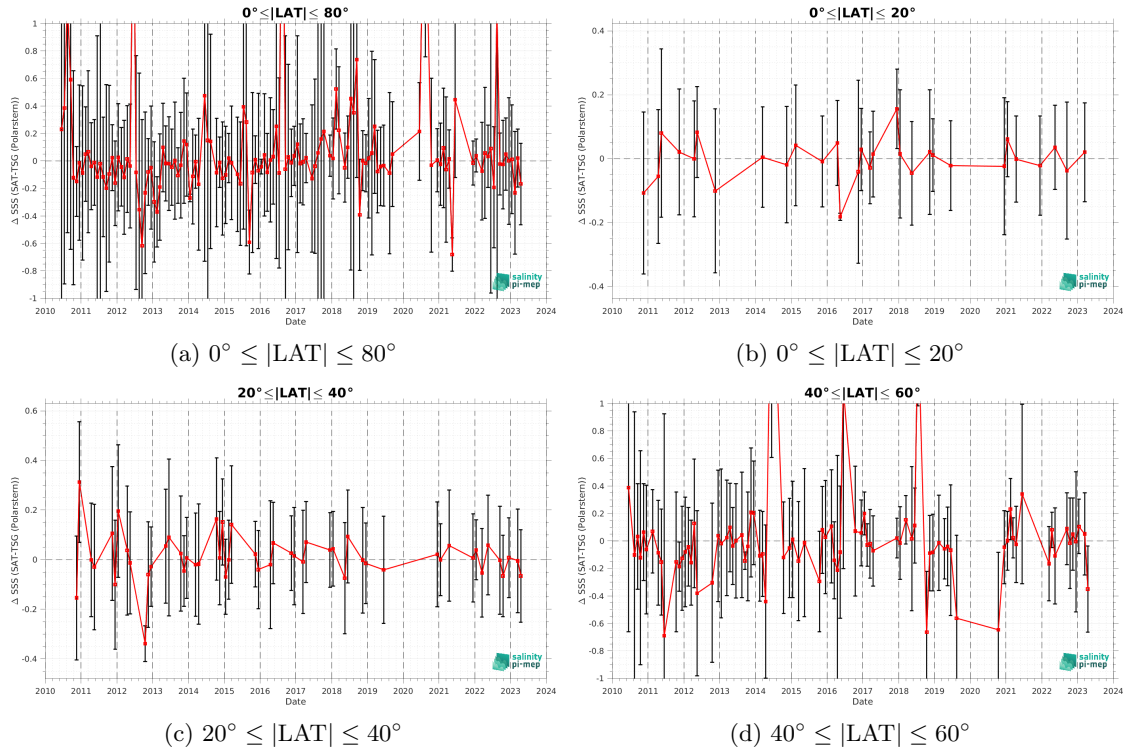 0°≤|LAT|≤ 80°
Δ SSS (SAT-TSG (Polarstern))
1
0.8
0.6
0.4
0.2
0
-0.2
-0.4
-0.6
-0.8
-1
2010 2011 2012 2013 2014 2015 2016 2017 2018 2019 2020 2021 2022 2023 2024
Date
salinity
pi-mep
(a) 0° ≤ |LAT| ≤ 80°
0°≤|LAT|≤ 20°
Δ SSS (SAT-TSG (Polarstern))
0.4
0.2
0
-0.2
-0.4
2010 2011 2012 2013 2014 2015 2016 2017 2018 2019 2020 2021 2022 2023 2024
Date
salinity
pi-mep
(b) 0° ≤ |LAT| ≤ 20°
20°≤|LAT|≤ 40°
Δ SSS (SAT-TSG (Polarstern))
0.6
0.4
0.2
0
-0.2
-0.4
2010 2011 2012 2013 2014 2015 2016 2017 2018 2019 2020 2021 2022 2023 2024
Date
salinity
pi-mep
(c) 20° ≤ |LAT| ≤ 40°
40°≤|LAT|≤ 60°
Δ SSS (SAT-TSG (Polarstern))
1
0.8
0.6
0.4
0.2
0
-0.2
-0.4
-0.6
-0.8
-1
2010 2011 2012 2013 2014 2015 2016 2017 2018 2019 2020 2021 2022 2023 2024
Date
salinity
pi-mep
(d) 40° ≤ |LAT| ≤ 60°